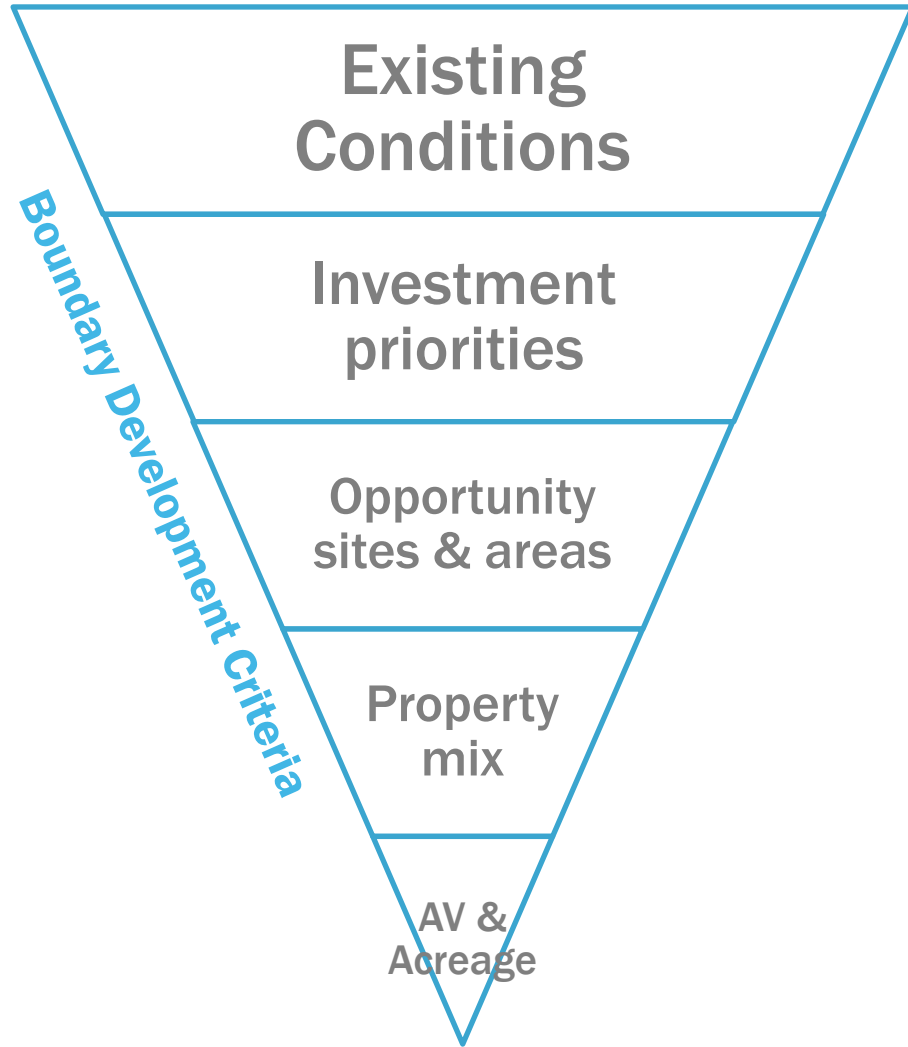 Existing
Conditions
Investment
priorities
Opportunity
sites & areas
Property
mix
AV &
Acreage
Boundary Development Criteria